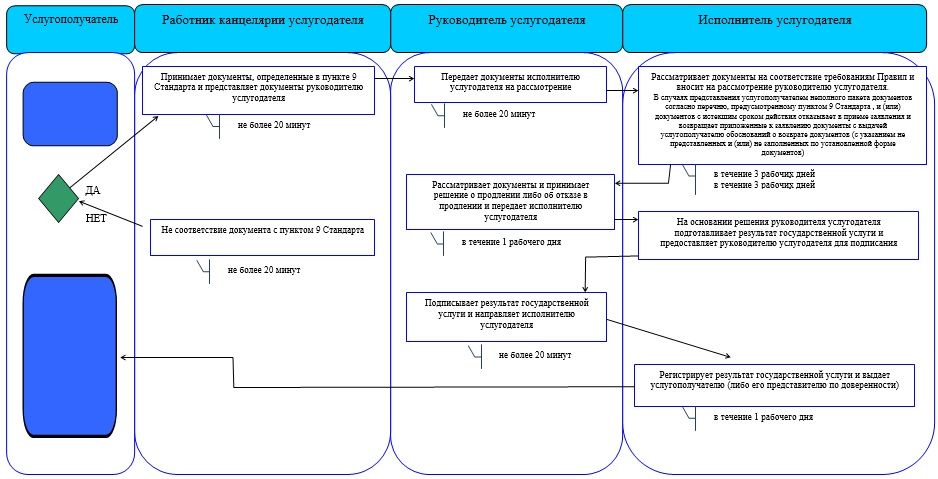 Услугополучатель
Работник канцелярии услугодателя
Руководитель услугодателя
Исполнитель услугодателя
Принимает документы, определенные в пункте 9
Стандарта и представляет документы руководителю
услугодателя
не более 20 минут
Передает документы исполнителю
услугодателя на рассмотрение
не более 20 минут
Рассматривает документы на соответствие требованиям Правил и
вносит на рассмотрение руководителю услугодателя.
В случаях представления услугополучателем неполного пакета документов
согласно перечню, предусмотренному пунктом 9 Стандарта , и (или)
документов с истекшим сроком действия отказывает в приеме заявления и
возвращает приложенные к заявлению документы с выдачей
услугополучателю обоснований о возврате документов (с указанием не
представленных и (или) не заполненных по установленной форме
документов)
в течение 3 рабочих дней
в течение 3 рабочих дней
ДА
НЕТ
Не соответствие документа с пунктом 9 Стандарта
не более 20 минут
Рассматривает документы и принимает
решение о продлении либо об отказе в
продлении и передает исполнителю
услугодателя
в течение 1 рабочего дня
На основании решения руководителя услугодателя
подготавливает результат государственной услуги и
предоставляет руководителю услугодателя для подписания
Подписывает результат государственной
услуги и направляет исполнителю
услугодателя
не более 20 минут
Регистрирует результат государственной услуги и выдает
услугополучателю (либо его представителю по доверенности)
в течение 1 рабочего дня